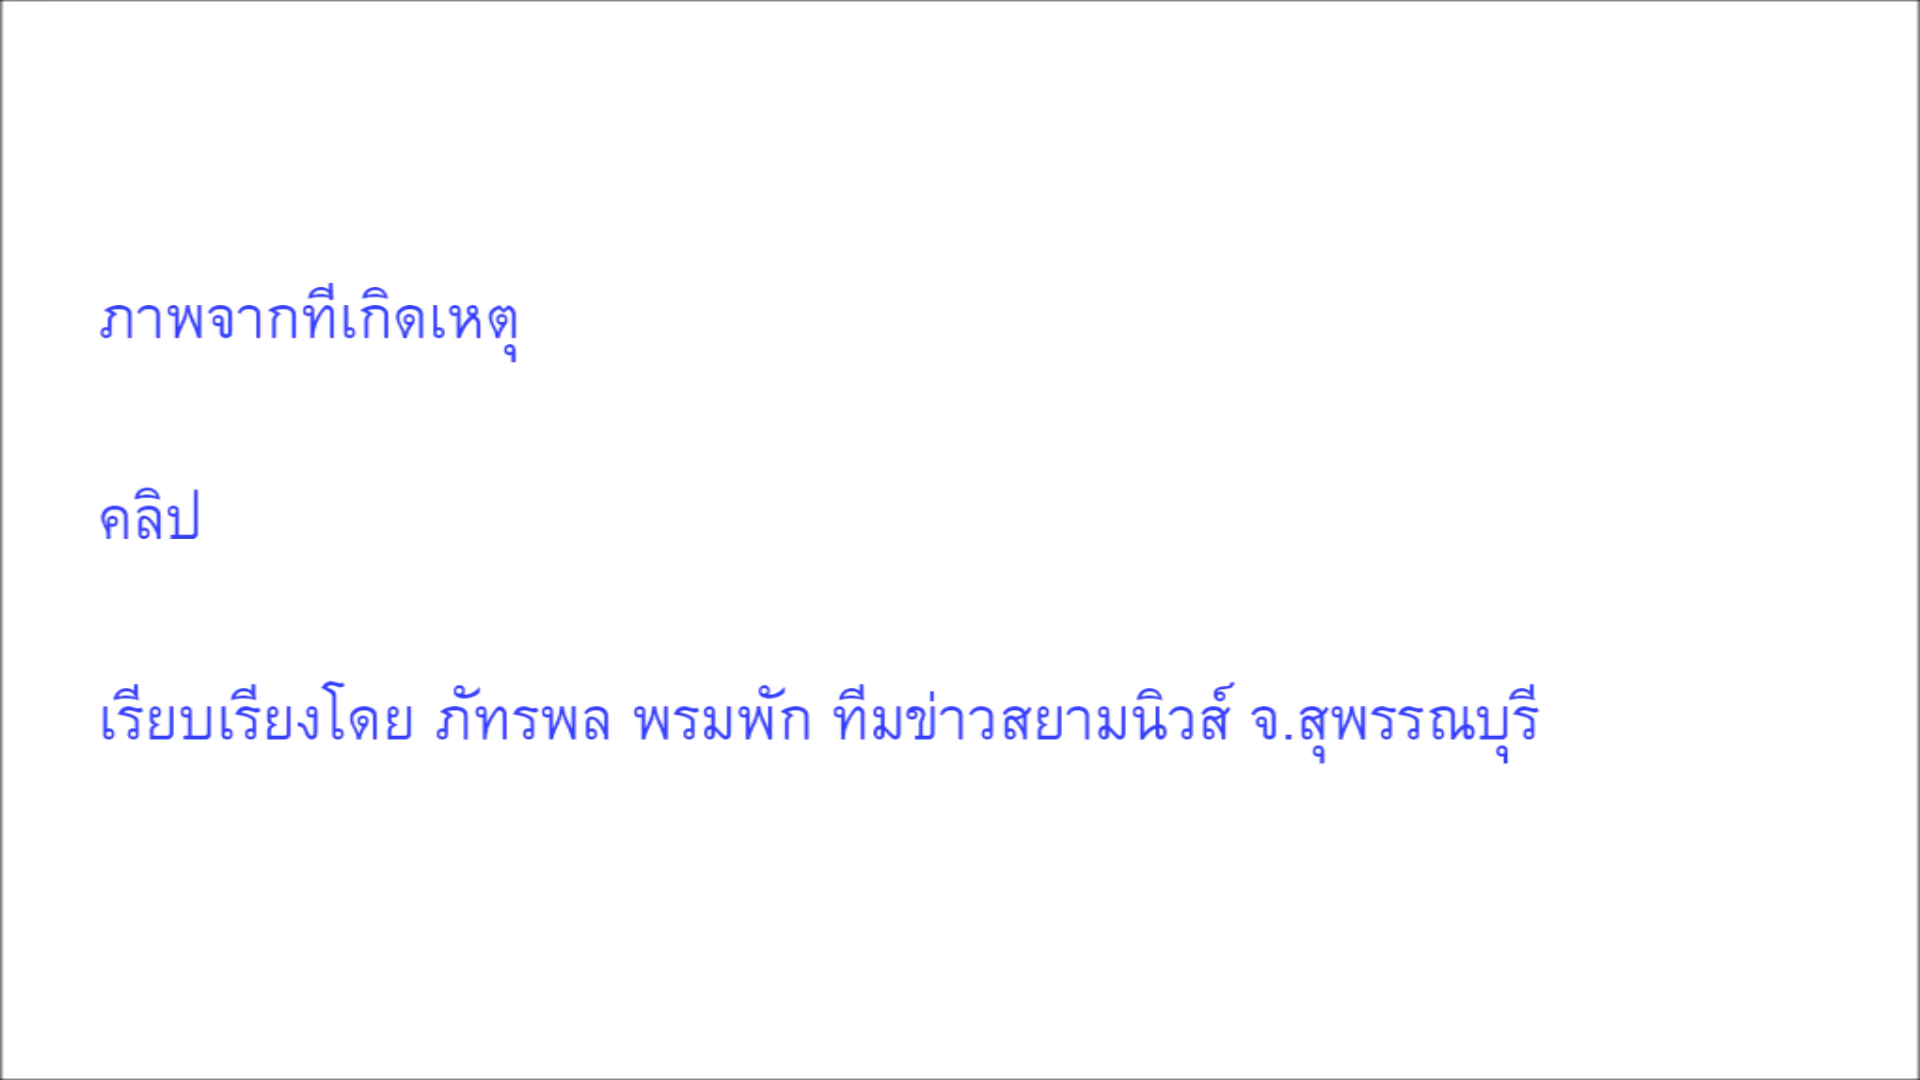 ภาพจากทีเกิดเหตุ
คลิป
เรียบเรียงโดย ภัทรพล พรมพัก ทีมข่าวสยามนิวส์ จ.สุพรรณบุรี